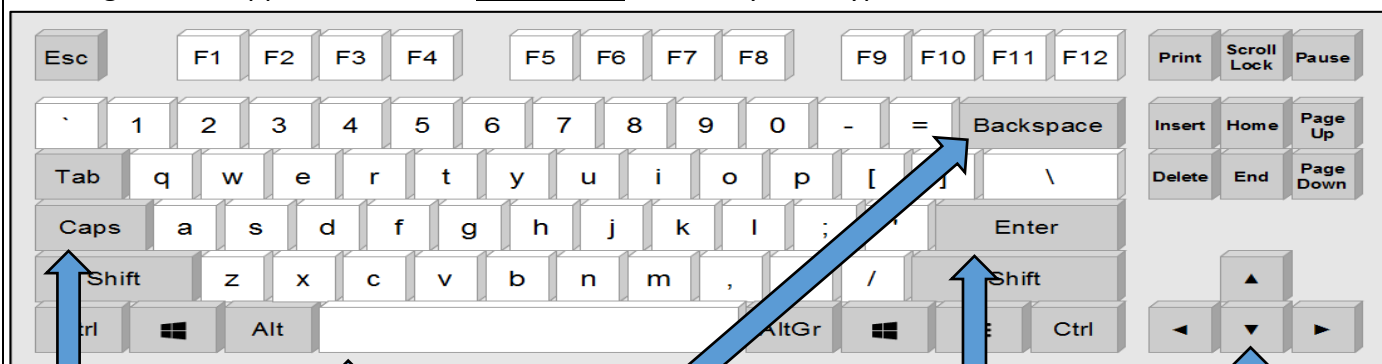 Esc F1 F2 F3 F4 F5 F6 F7 F8 F9 F10 F11 F12 Print Scroll Lock Pause
` 1 2 3 4 5 6 7 8 9 0 - = Backspace Insert Home Page Up
Tab q w e r t y u i o p [ ] \ Delete End Page Down
Caps a s d f g h j k l ; ' Enter
Shift z x c v b n m , / Shift
Alt AltGr Ctrl